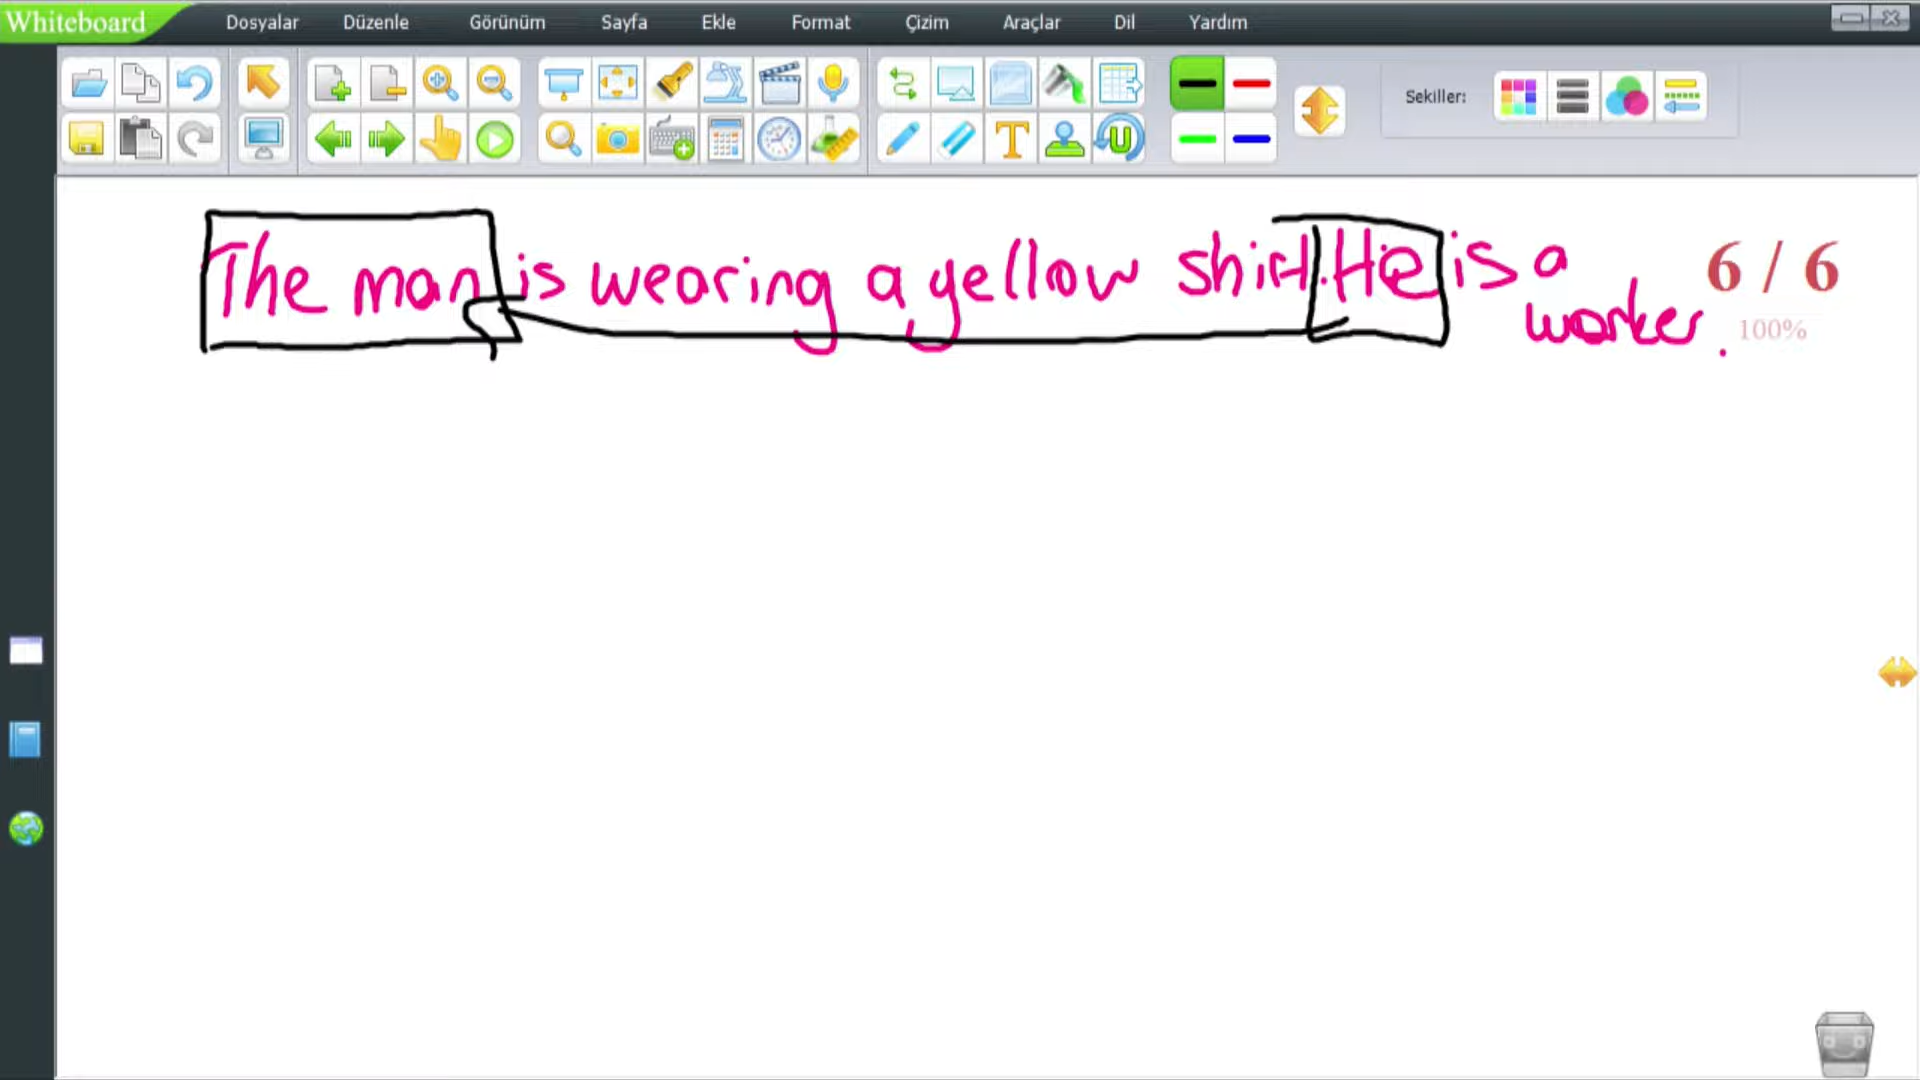 Whiteboard Dosyalar Düzenle Görünüm Sayfa Ekle Format Çizim Araçlar Dil Yardım
Sekiller:
The man is wearing a yellow shirt. He is a
worker.
6 / 6
100%